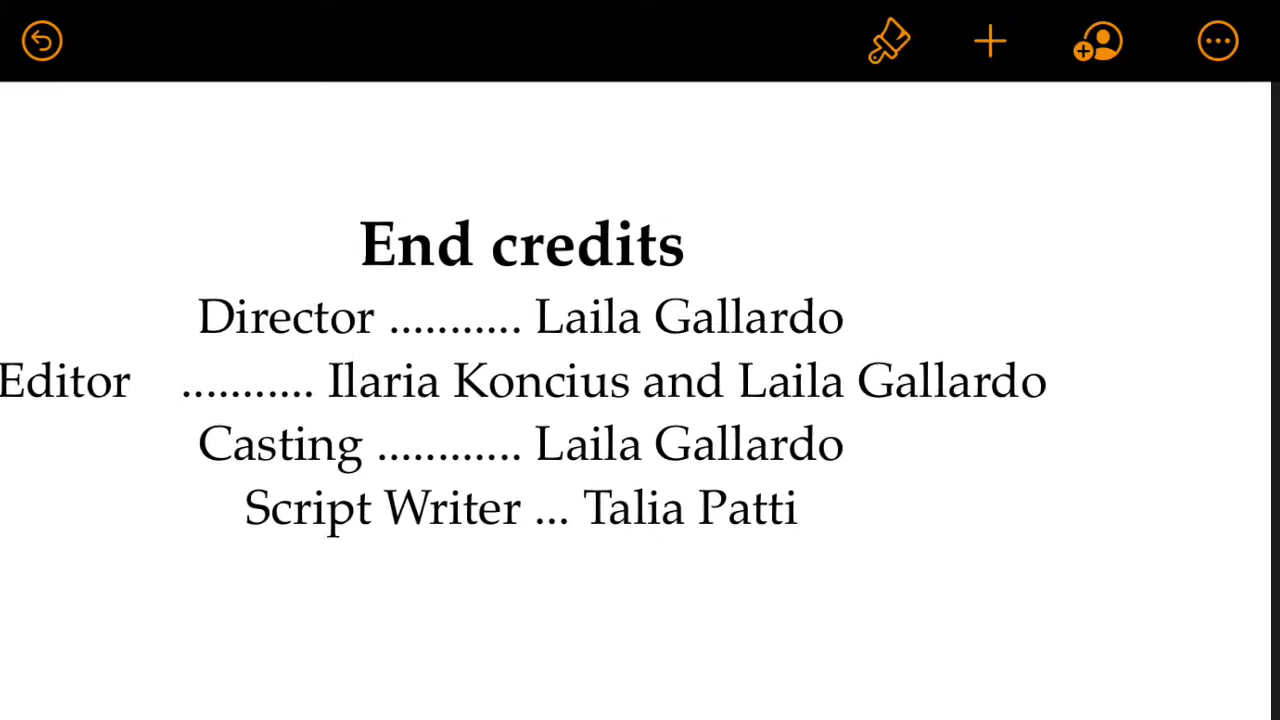 End credits
Director ........... Laila Gallardo
Editor ........... Ilaria Koncius and Laila Gallardo
Casting ............ Laila Gallardo
Script Writer ... Talia Patti